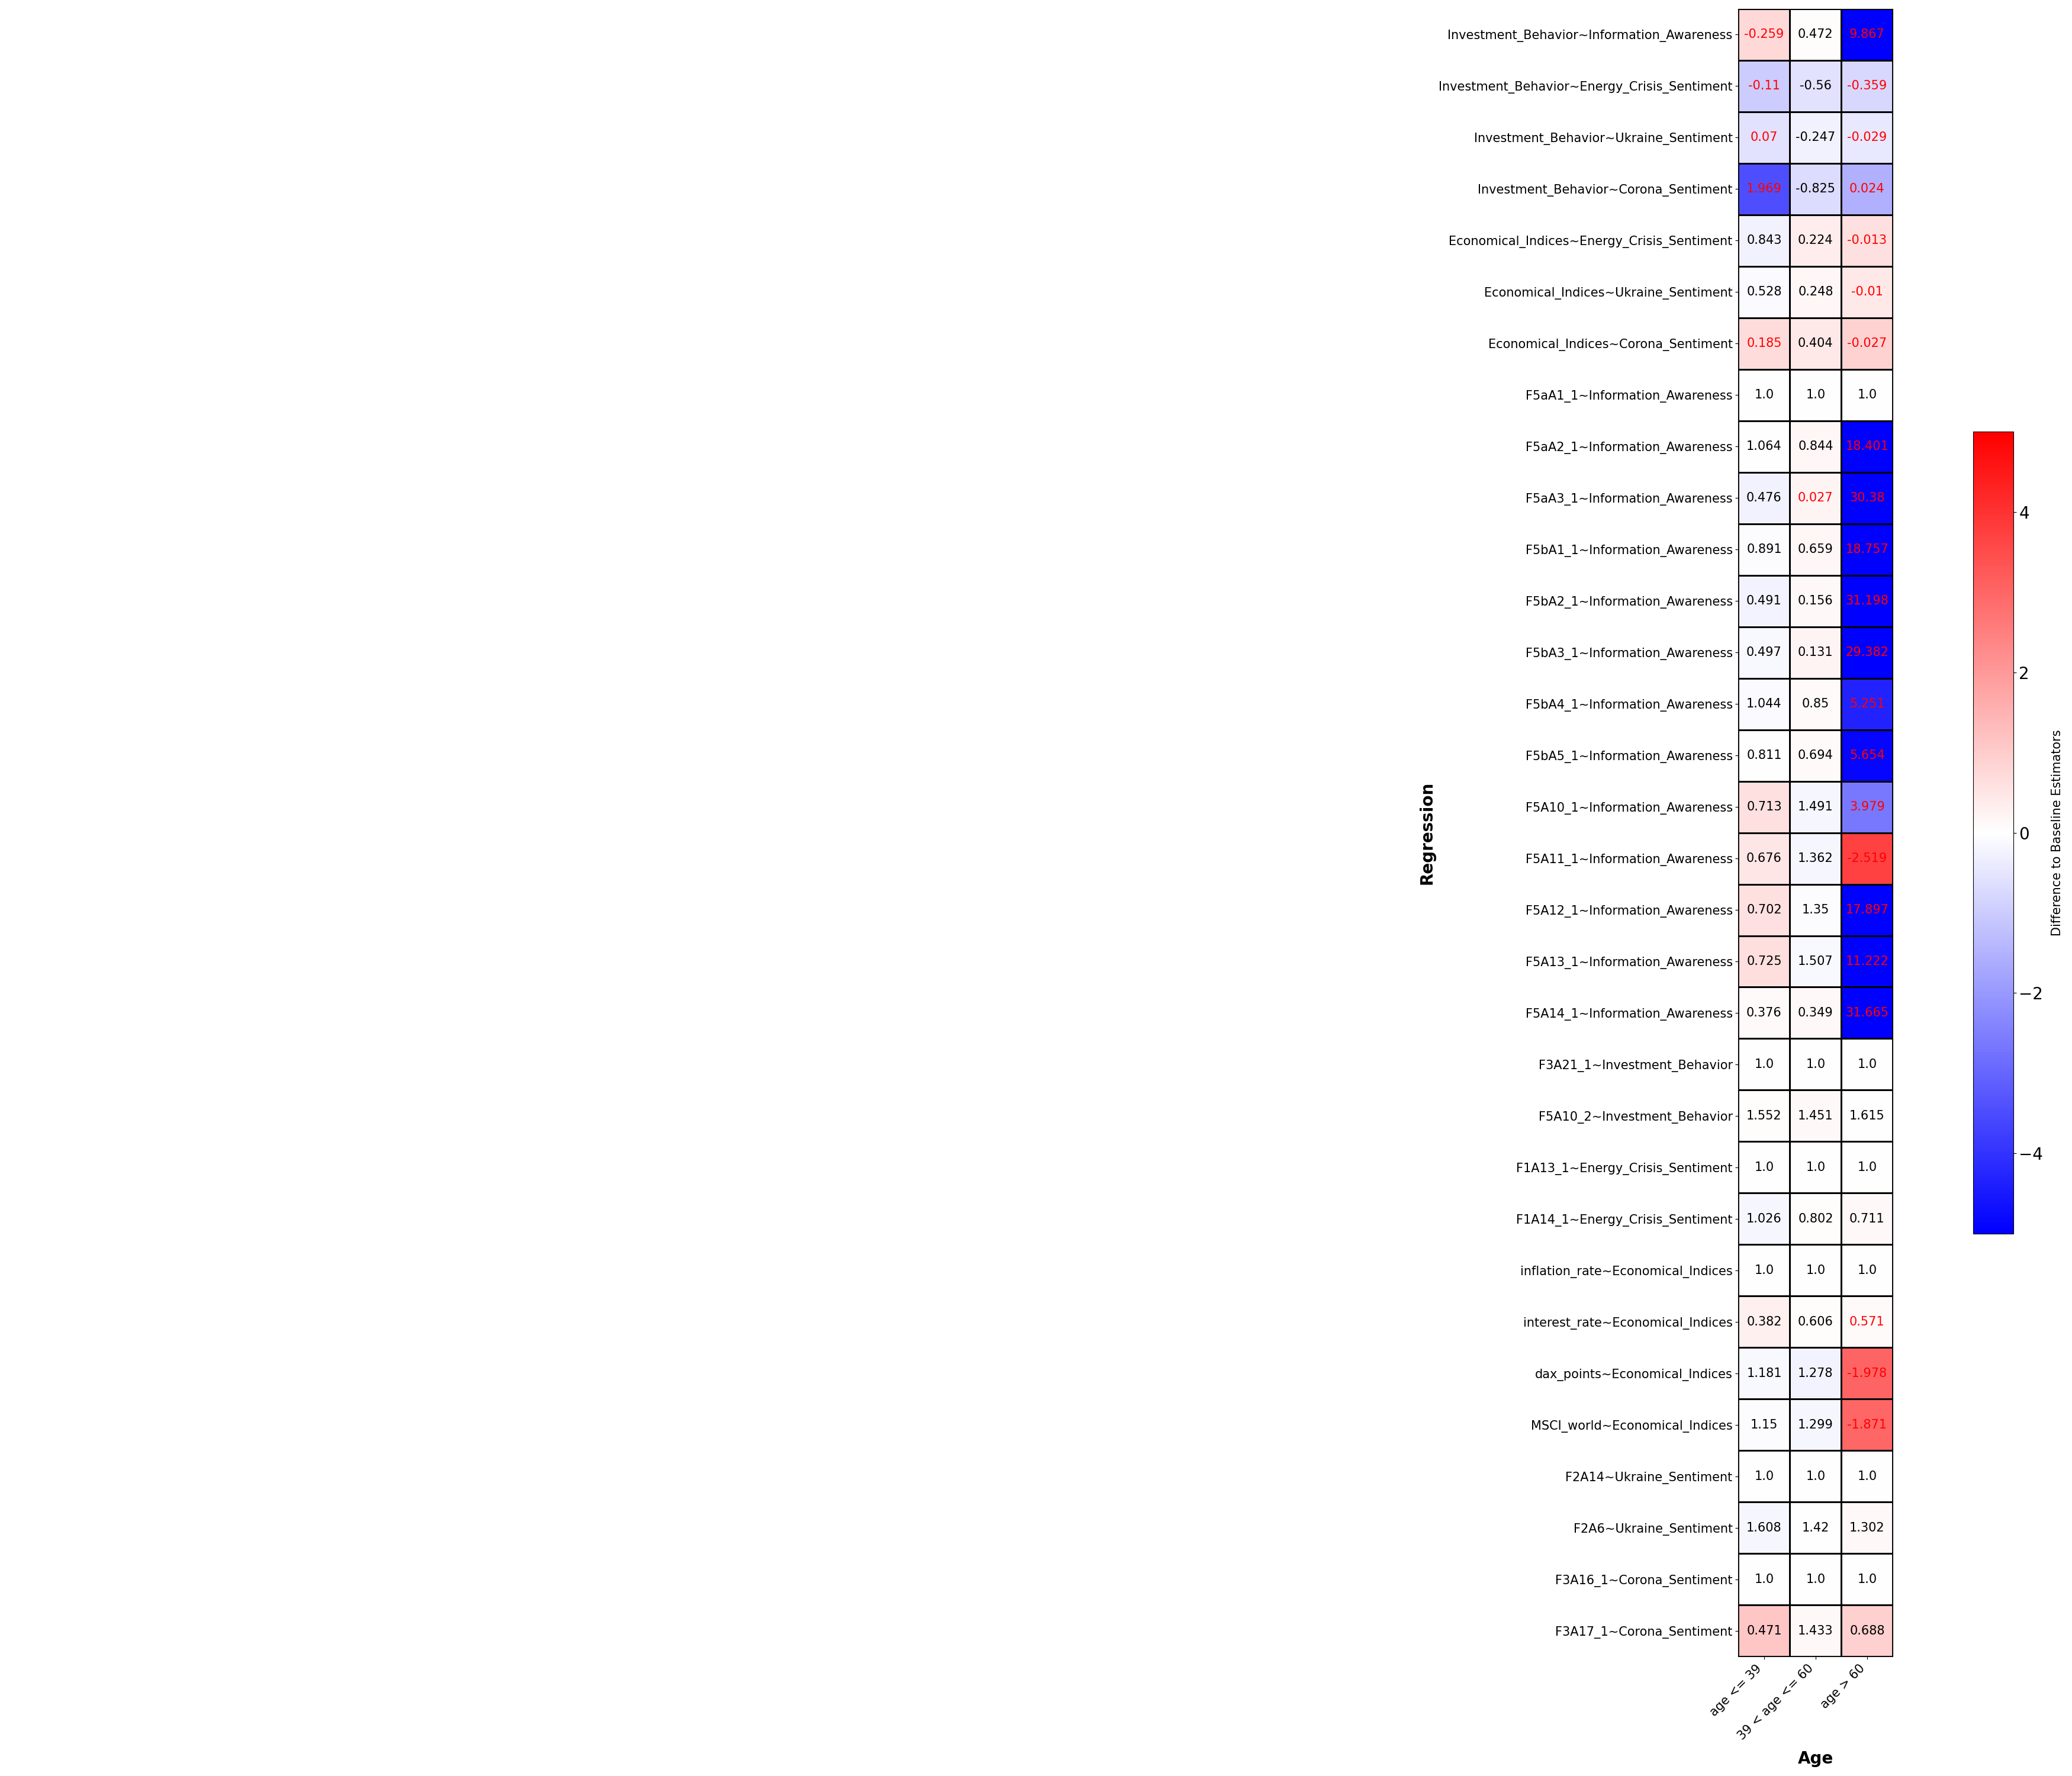 Investment_Behavior~Information_Awareness -0.259 0.472 9.867
Investment_Behavior~Energy_Crisis_Sentiment -0.11 -0.56 -0.359
Investment_Behavior~Ukraine_Sentiment 0.07 -0.247 -0.029
Investment_Behavior~Corona_Sentiment 1.969 -0.825 0.024
Economical_Indices~Energy_Crisis_Sentiment 0.843 0.224 -0.013
Economical_Indices~Ukraine_Sentiment 0.528 0.248 -0.01
Economical_Indices~Corona_Sentiment 0.185 0.404 -0.027
F5aA1_1~Information_Awareness 1.0 1.0 1.0
F5aA2_1~Information_Awareness 1.064 0.844 18.401
F5aA3_1~Information_Awareness 0.476 0.027 30.38
F5bA1_1~Information_Awareness 0.891 0.659 18.757
F5bA2_1~Information_Awareness 0.491 0.156 31.198
F5bA3_1~Information_Awareness 0.497 0.131 29.382
F5bA4_1~Information_Awareness 1.044 0.85 5.251
F5bA5_1~Information_Awareness 0.811 0.694 5.654
F5A10_1~Information_Awareness 0.713 1.491 3.979
F5A11_1~Information_Awareness 0.676 1.362 -2.519
F5A12_1~Information_Awareness 0.702 1.35 17.897
F5A13_1~Information_Awareness 0.725 1.507 11.222
F5A14_1~Information_Awareness 0.376 0.349 31.665
F3A21_1~Investment_Behavior 1.0 1.0 1.0
F5A10_2~Investment_Behavior 1.552 1.451 1.615
F1A13_1~Energy_Crisis_Sentiment 1.0 1.0 1.0
F1A14_1~Energy_Crisis_Sentiment 1.026 0.802 0.711
inflation_rate~Economical_Indices 1.0 1.0 1.0
interest_rate~Economical_Indices 0.382 0.606 0.571
dax_points~Economical_Indices 1.181 1.278 -1.978
MSCI_world~Economical_Indices 1.15 1.299 -1.871
F2A14~Ukraine_Sentiment 1.0 1.0 1.0
F2A6~Ukraine_Sentiment 1.608 1.42 1.302
F3A16_1~Corona_Sentiment 1.0 1.0 1.0
F3A17_1~Corona_Sentiment 0.471 1.433 0.688
Regression
age <= 39
39 < age <= 60
age > 60
Age
4
2
0
−2
−4
Difference to Baseline Estimators